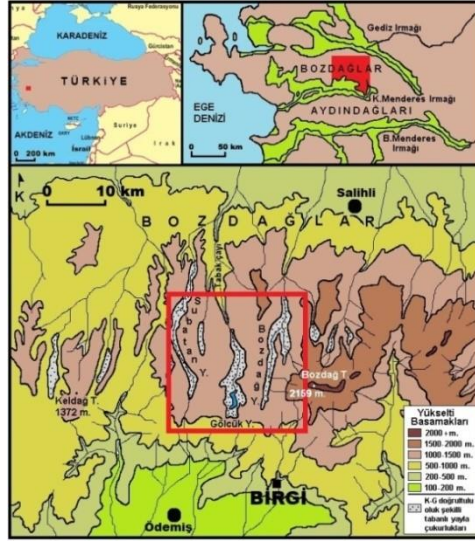 Rusya Federasyonu
KARADENİZ
Gürcistan
TÜRKİYE
AKDENİZ
Suriye
Irak
İsrail
0 200 km
Gediz Irmağı
BOZDAĞLAR
K.Menderes Irmağı
AYDINDAĞLARI
EGE
DENİZİ
B.Menderes
Irmağı
0 50 km
K
0 10 km
Salihli
BOZDAĞLAR
Tabak çayı
Subatan Y.
Bozdağ Y.
Bozdağ T.
2159 m.
Keldağ T.
1372 m.
Gölcük Y.
BİRGİ
Ödemiş
Yükselti
Basamakları
2000 + m.
1500-2000 m.
1000-1500 m.
500-1000 m.
200-500 m.
100-200 m.
K-G doğrultulu
oluk şekilli
tabanlı yayla
çukurlukları